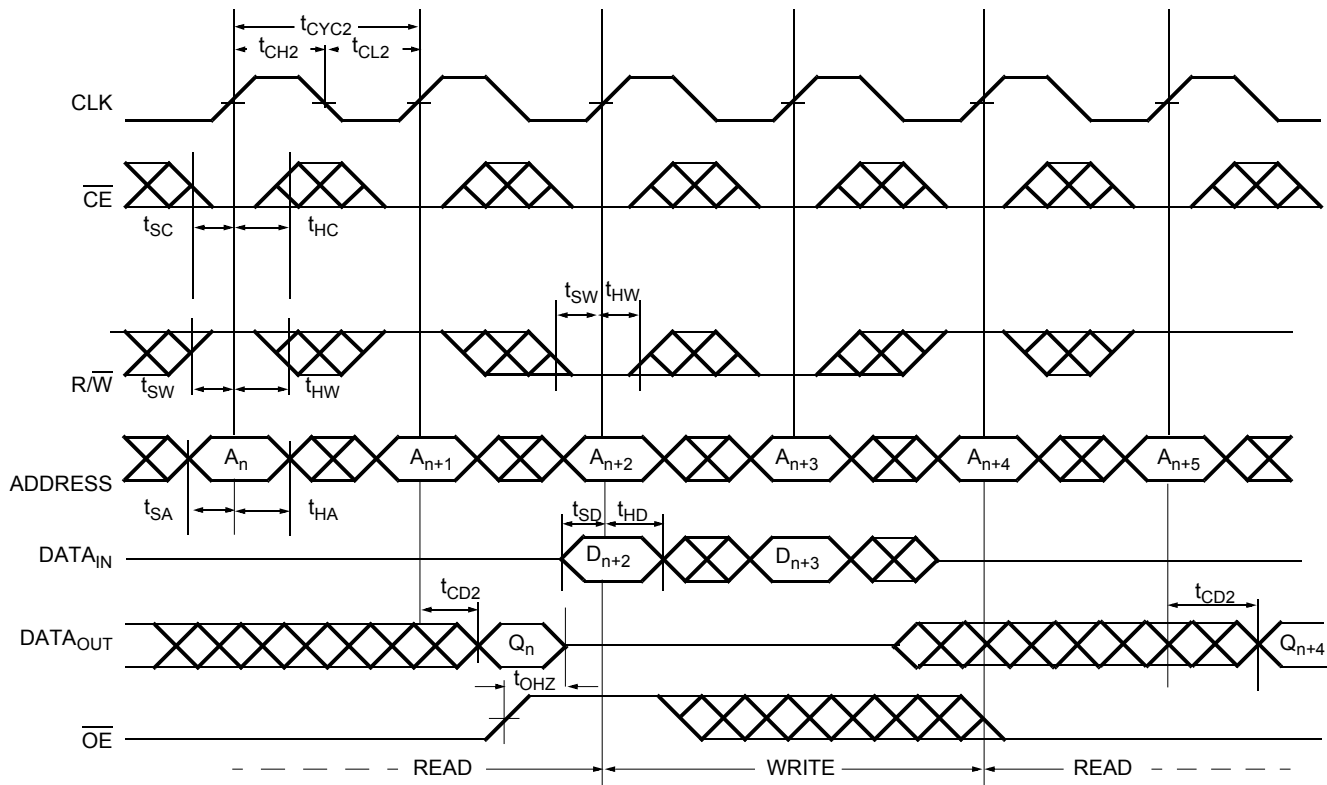 tCYC2
tCH2 tCL2
CLK
CE
tSC tHC
tSW tHW
R/W
tSW tHW
An An+1 An+2 An+3 An+4 An+5
ADDRESS
tSA tHA
tSD tHD
DATAIN
Dn+2 Dn+3
tCD2 tCD2
DATAOUT
Qn Qn+4
tOHZ
OE
READ WRITE READ